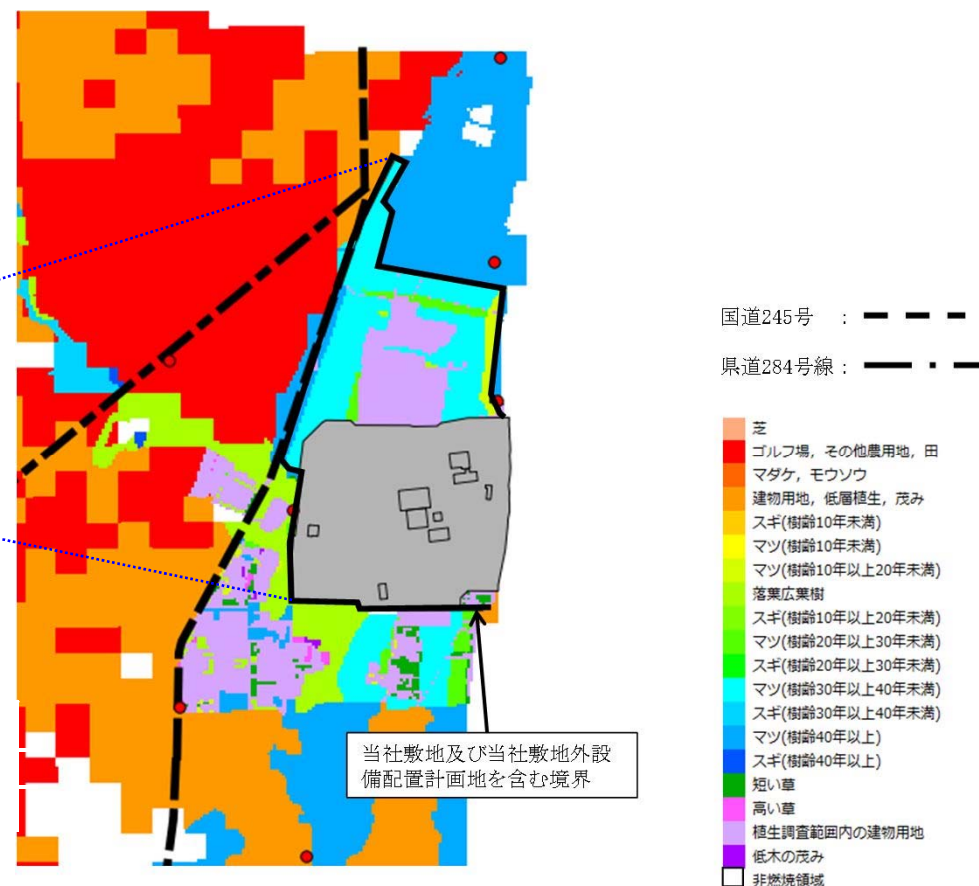 国道245号 :
県道284号線:
芝
ゴルフ場，その他農用地，田
マダケ，モウソウ
建物用地，低層植生，茂み
スギ(樹齢10年未満)
マツ(樹齢10年未満)
マツ(樹齢10年以上20年未満)
落葉広葉樹
スギ(樹齢10年以上20年未満)
マツ(樹齢20年以上30年未満)
スギ(樹齢20年以上30年未満)
マツ(樹齢30年以上40年未満)
スギ(樹齢30年以上40年未満)
マツ(樹齢40年以上)
スギ(樹齢40年以上)
短い草
高い草
植生調査範囲内の建物用地
低木の茂み
非燃焼領域
当社敷地及び当社敷地外設
備配置計画地を含む境界